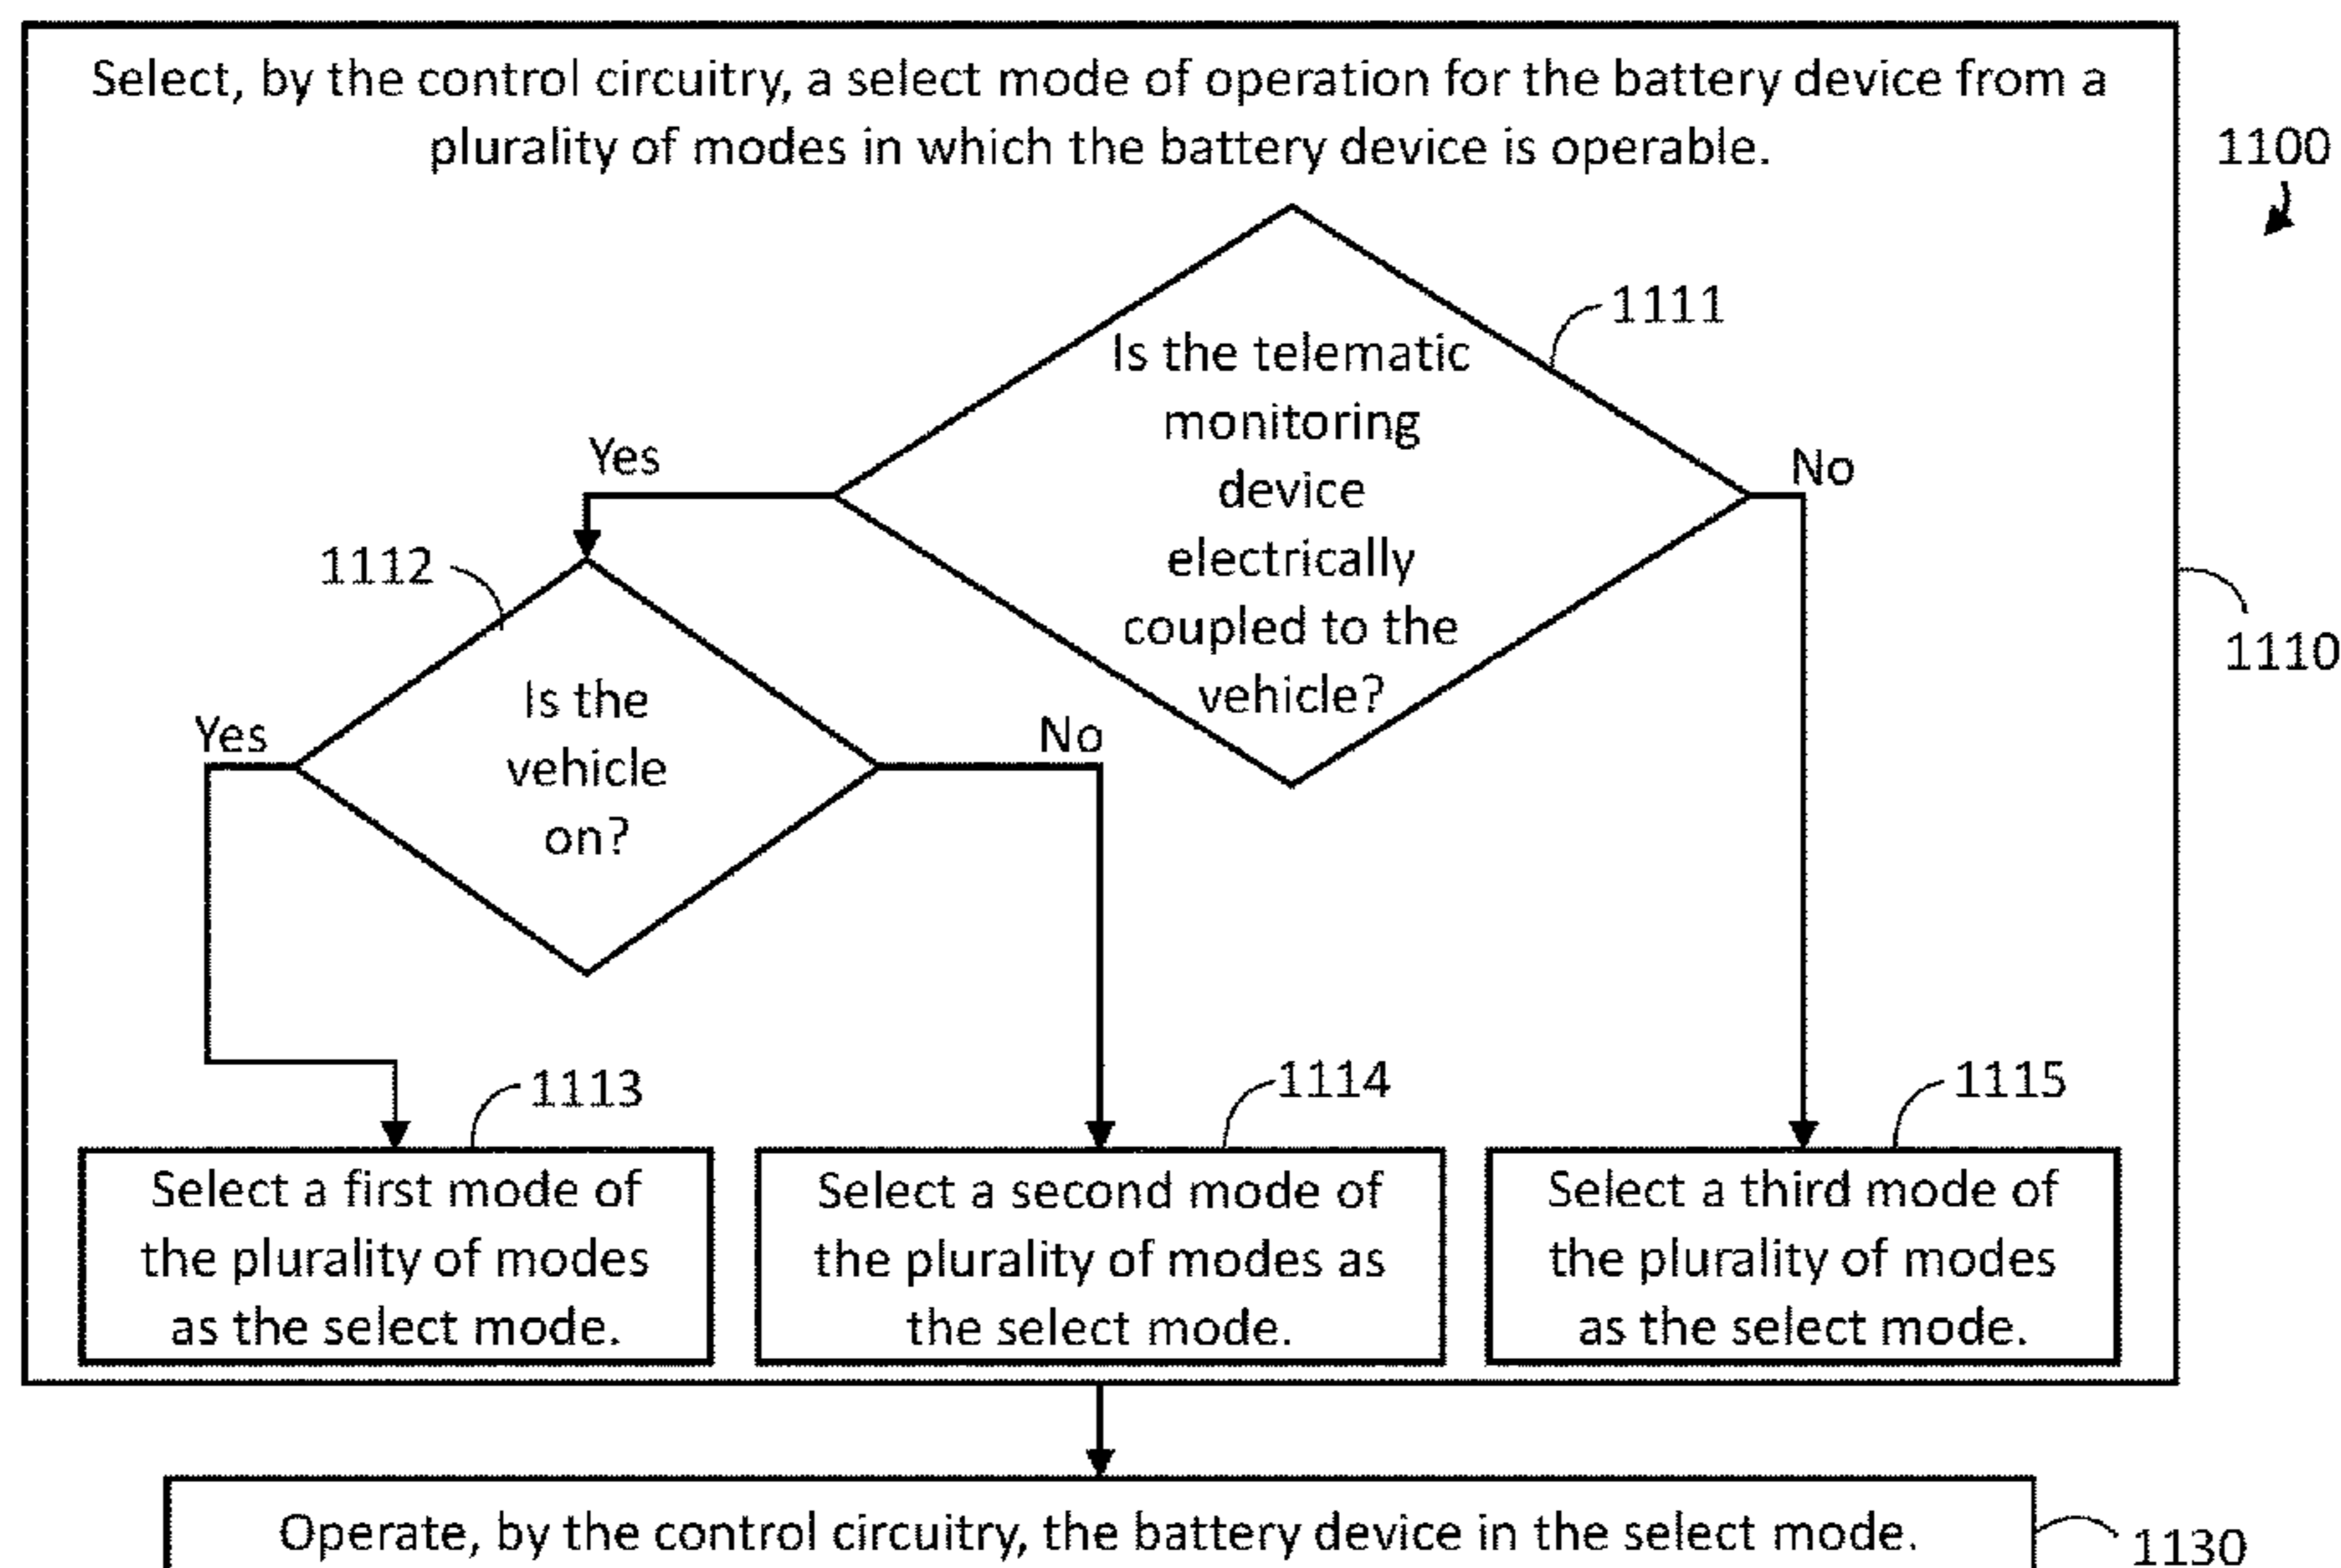 Select, by the control circuitry, a select mode of operation for the battery device from a
plurality of modes in which the battery device is operable.
1100
1111
Is the telematic
monitoring
device
electrically
coupled to the
vehicle?
Yes
No
1112
1110
Is the
vehicle
on?
Yes
No
1113
1114
1115
Select a first mode of
the plurality of modes
as the select mode.
Select a second mode of
the plurality of modes as
the select mode.
Select a third mode of
the plurality of modes
as the select mode.
Operate, by the control circuitry, the battery device in the select mode.
1130